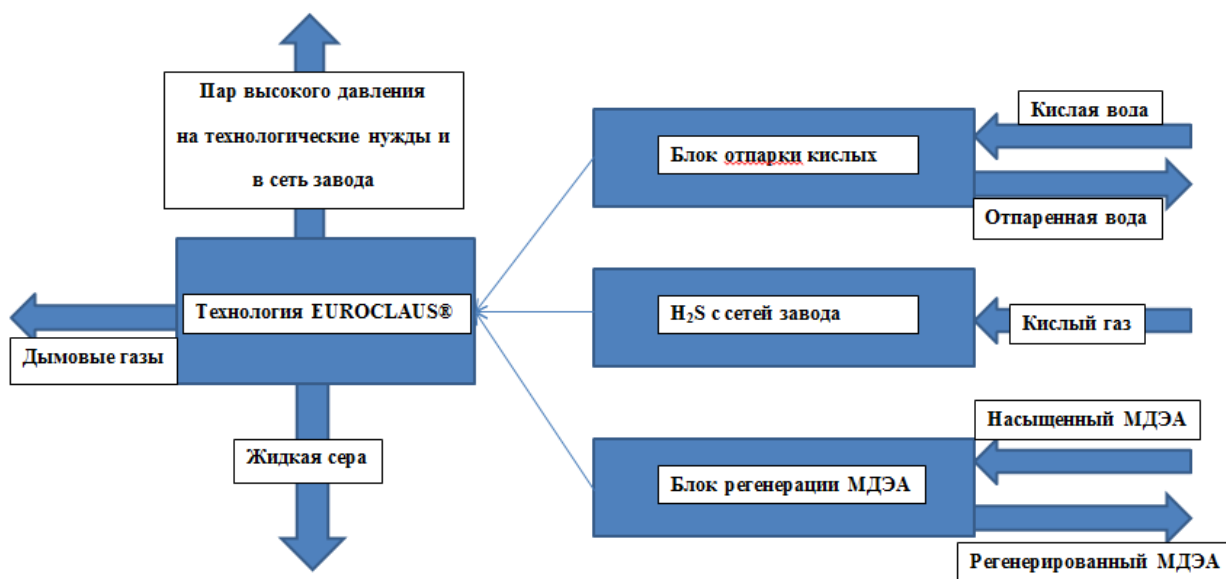 Пар высокого давления
на технологические нужды и
в сеть завода
Технология EUROCLAUS®
Дымовые газы
Жидкая сера
Блок отпарки кислых
Кислая вода
Отпаренная вода
H₂S с сетей завода
Кислый газ
Блок регенерации МДЭА
Насыщенный МДЭА
Регенерированный МДЭА